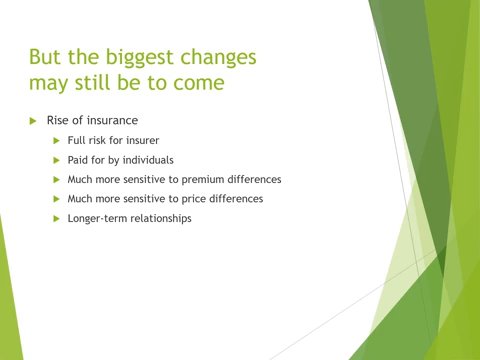 But the biggest changes
may still be to come
Rise of insurance
Full risk for insurer
Paid for by individuals
Much more sensitive to premium differences
Much more sensitive to price differences
Longer-term relationships